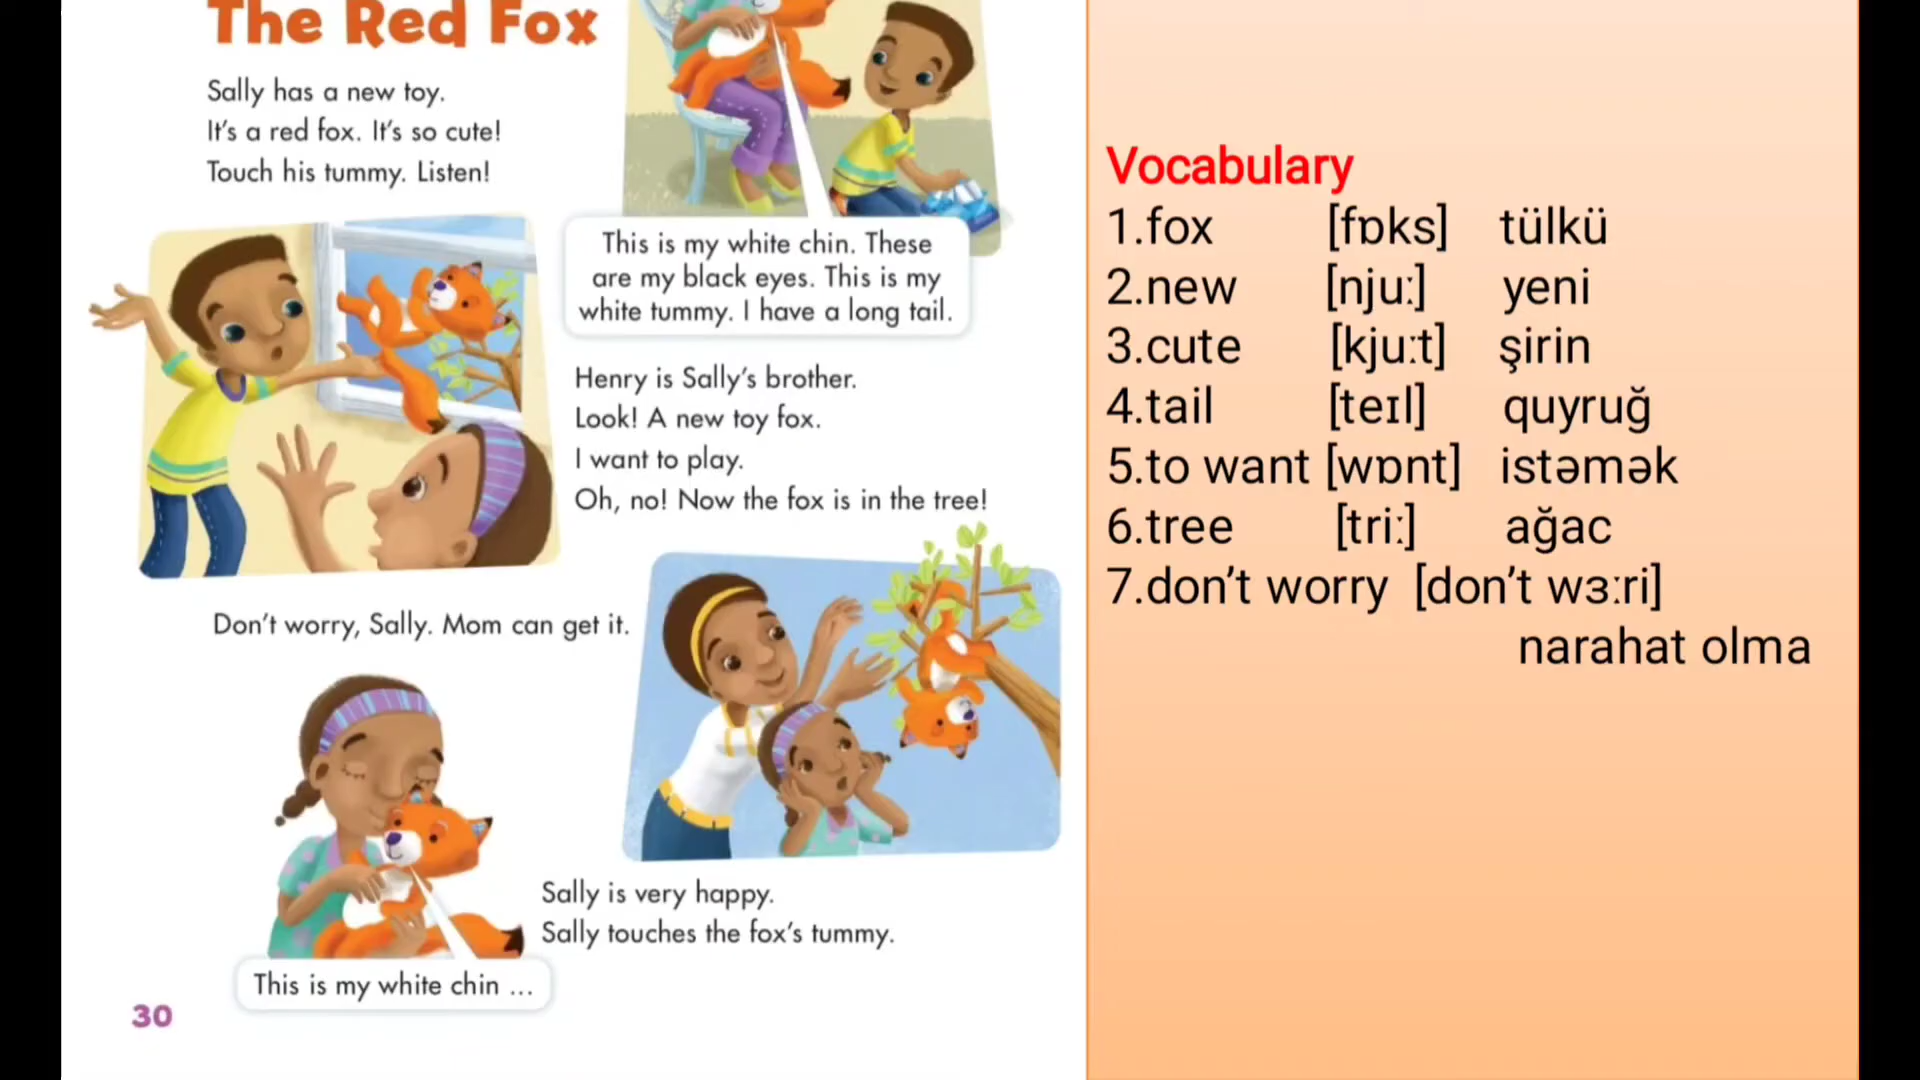 The Red Fox
Sally has a new toy.
It's a red fox. It's so cute!
Touch his tummy. Listen!
This is my white chin. These
are my black eyes. This is my
white tummy. I have a long tail.
Henry is Sally's brother.
Look! A new toy fox.
I want to play.
Oh, no! Now the fox is in the tree!
Don't worry, Sally. Mom can get it.
Sally is very happy.
Sally touches the fox's tummy.
This is my white chin ...
30
Vocabulary
1.fox [fɒks] tülkü
2.new [njuː] yeni
3.cute [kjuːt] şirin
4.tail [teɪl] quyruğ
5.to want [wɒnt] istəmək
6.tree [triː] ağac
7.don't worry [don't wɜːri]
narahat olma